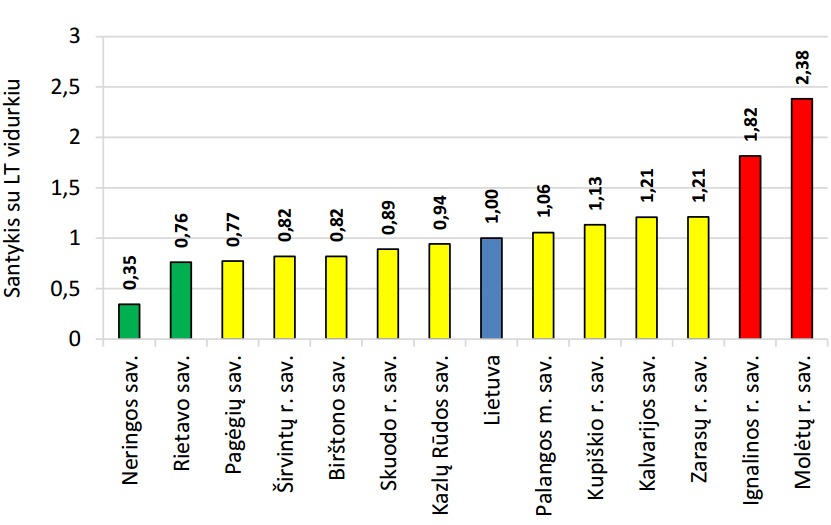 Santykis su LT vidurkiu
3
2,5
2
1,5
1
0,5
0
0,35
0,76
0,77
0,82
0,82
0,89
0,94
1,00
1,06
1,13
1,21
1,21
1,82
2,38
Neringos sav.
Rietavo sav.
Pagėgių sav.
Širvintų r. sav.
Birštono sav.
Skuodo r. sav.
Kazlų Rūdos sav.
Lietuva
Palangos m. sav.
Kupiškio r. sav.
Kalvarijos sav.
Zarasų r. sav.
Ignalinos r. sav.
Molėtų r. sav.